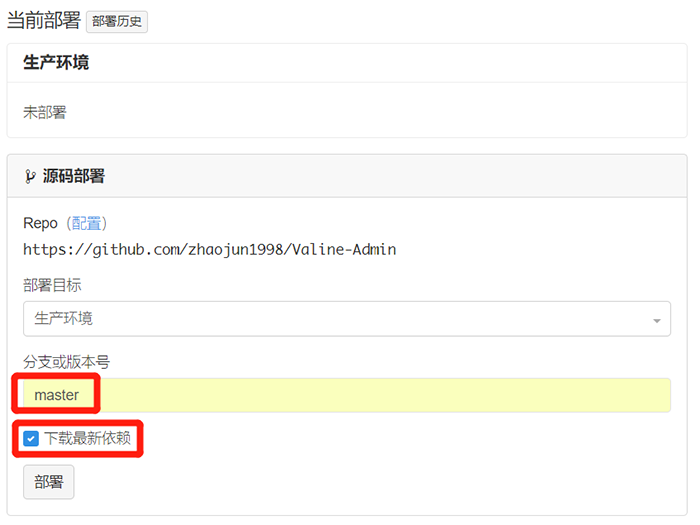 当前部署 部署历史
生产环境
未部署
源码部署
Repo（配置）
https://github.com/zhaojun1998/Valine-Admin
部署目标
生产环境
分支或版本号
master
下载最新依赖
部署